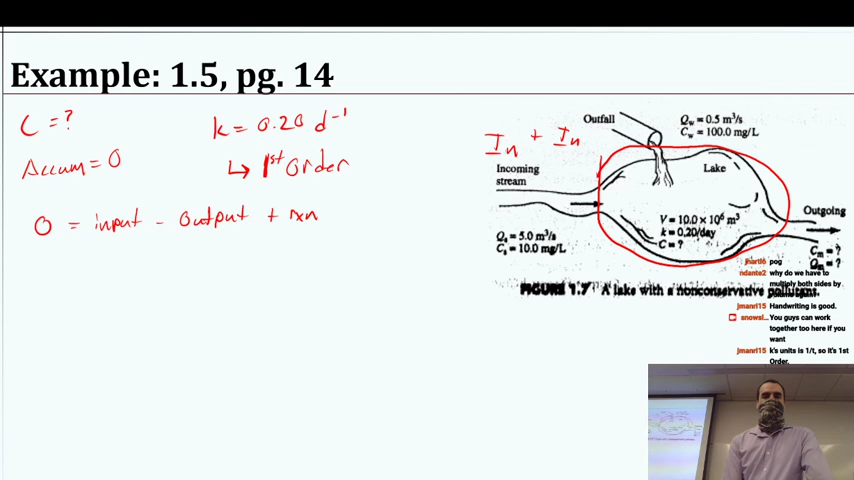 Example: 1.5, pg. 14
C = ?
k = 0.20 d⁻¹
Accum = 0
↳ 1st Order
0 = input - output + rxn
In + In
Outfall
Qw = 0.5 m³/s
Cw = 100.0 mg/L
Incoming
stream
Lake
Outgoing
V = 10.0 × 10⁶ m³
k = 0.20/day
C = ?
Qs = 5.0 m³/s
Cs = 10.0 mg/L
Cm = ?
Qm = ?
FIGURE 1.7 A lake with a nonconservative pollutant.
pog
ndante2 why do we have to
multiply both sides by
jmanri15 Handwriting is good.
snowsl... You guys can work
together too here if you
want
jmanri15 k's units is 1/t, so it's 1st
Order.